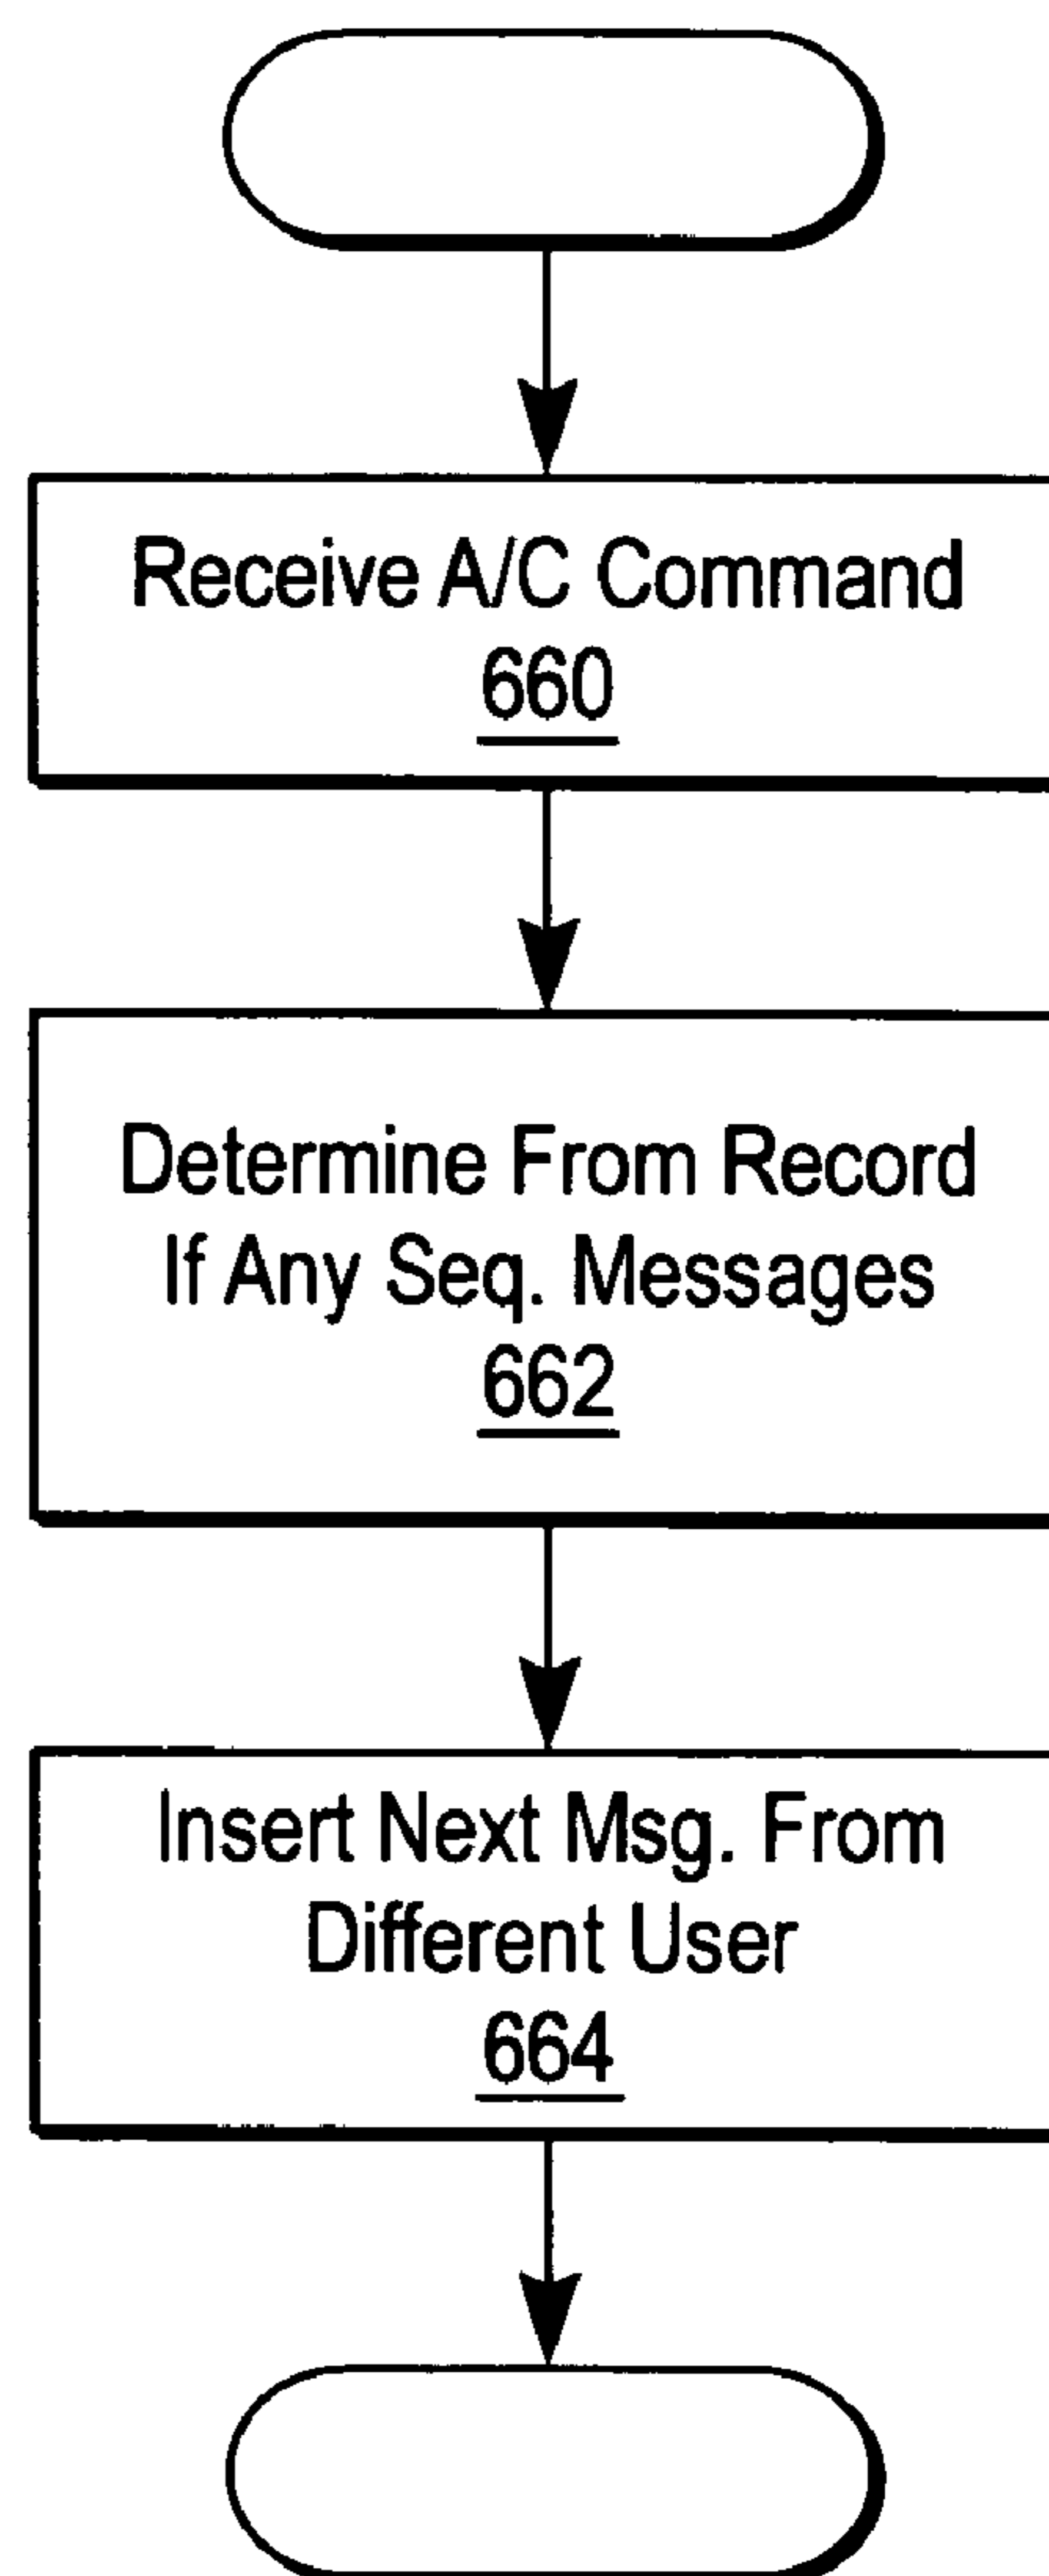 Receive A/C Command
660
Determine From Record
If Any Seq. Messages
662
Insert Next Msg. From
Different User
664